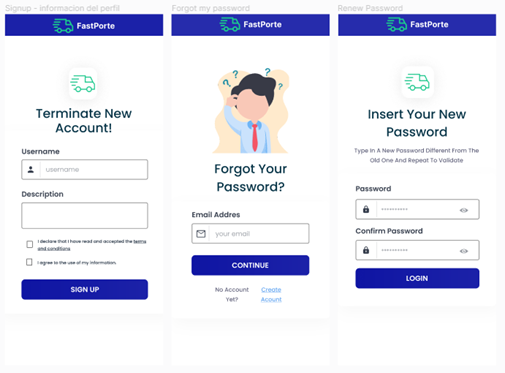 Signup - Informacion del perfil
FastPorte
Terminate New
Account!
Username
username
Description
I declare that I have read and accepted the terms
and conditions
I agree to the use of my information.
SIGN UP
Forgot my password
FastPorte
Forgot Your
Password?
Email Addres
your email
CONTINUE
No Account Create
Yet? Acount
Renew Password
FastPorte
Insert Your New
Password
Type In A New Password Different From The
Old One And Repeat To Validate
Password
Confirm Password
LOGIN